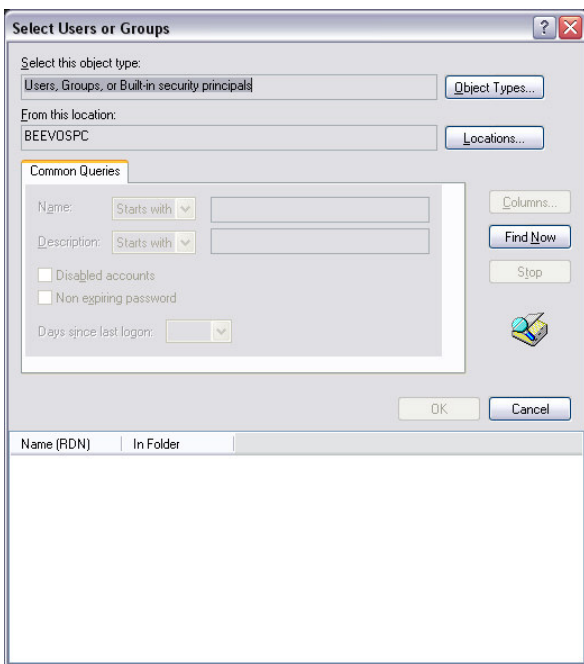 Select Users or Groups
Select this object type:
Users, Groups, or Built-in security principals
Object Types...
From this location:
BEEVOSPC
Locations...
Common Queries
Name:
Starts with
Columns...
Description:
Starts with
Find Now
Disabled accounts
Stop
Non expiring password
Days since last logon:
OK
Cancel
Name (RDN)
In Folder